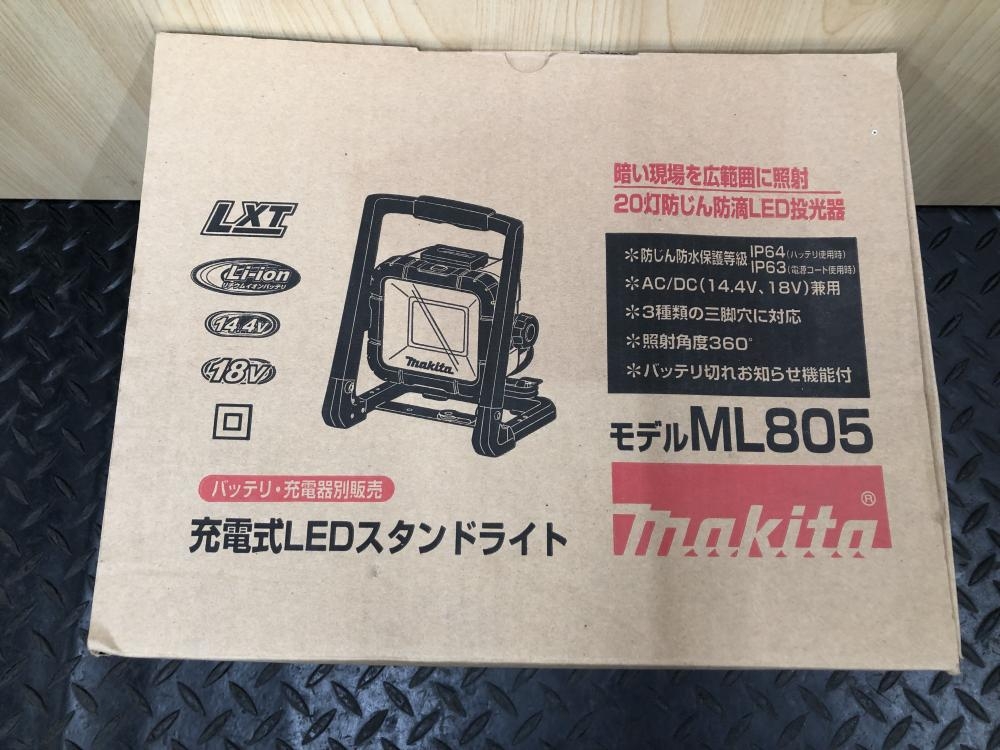 LXT
Li-ion
リチウムイオンバッテリ
14.4V
18V
makita
バッテリ・充電器別販売
充電式LEDスタンドライト
暗い現場を広範囲に照射
20灯防じん防滴LED投光器
＊防じん防水保護等級 IP64(バッテリ使用時)
IP63(電源コード使用時)
＊AC/DC(14.4V、18V)兼用
＊3種類の三脚穴に対応
＊照射角度360°
＊バッテリ切れお知らせ機能付
モデルML805
makita®